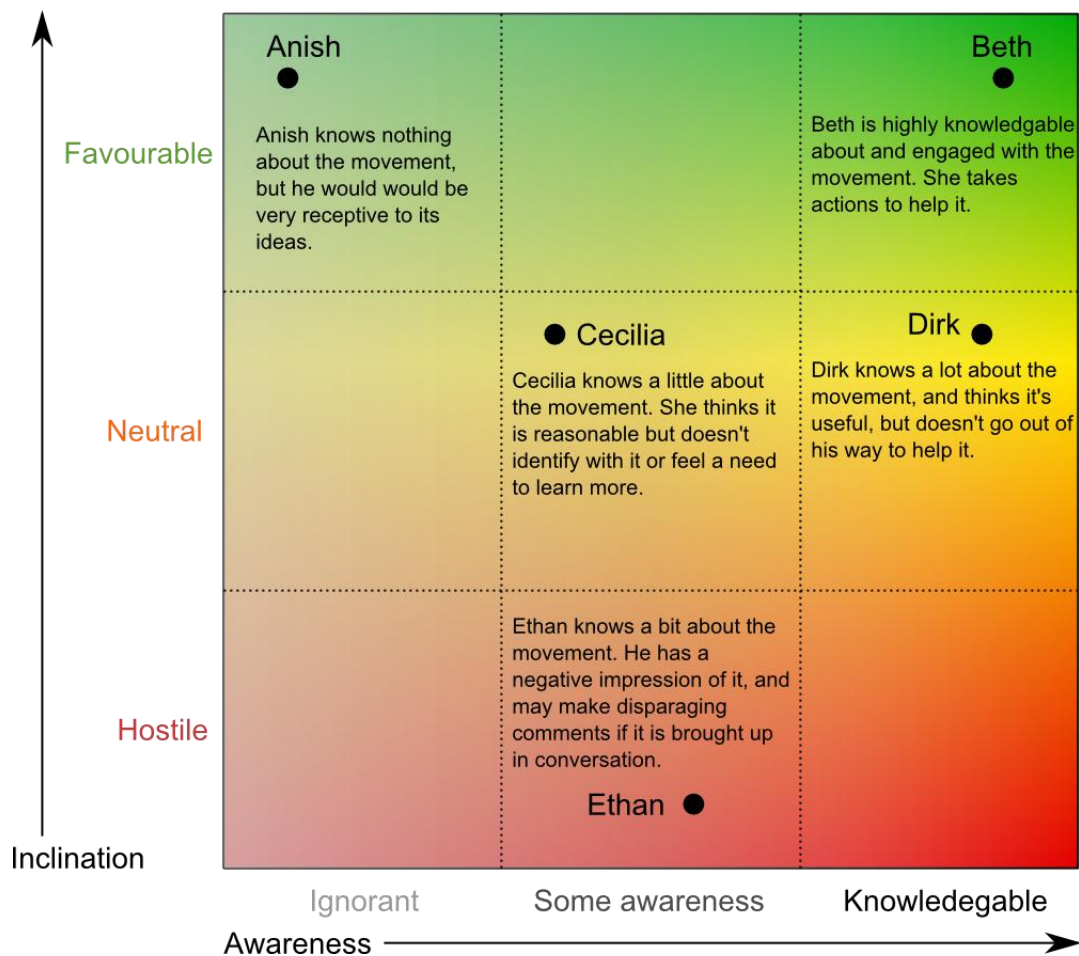 Anish
Anish knows nothing
about the movement,
but he would would be
very receptive to its
ideas.
Beth
Beth is highly knowledgable
about and engaged with the
movement. She takes
actions to help it.
Favourable
Cecilia
Cecilia knows a little about
the movement. She thinks it
is reasonable but doesn't
identify with it or feel a need
to learn more.
Dirk
Dirk knows a lot about the
movement, and thinks it's
useful, but doesn't go out of
his way to help it.
Neutral
Ethan knows a bit about the
movement. He has a
negative impression of it, and
may make disparaging
comments if it is brought up
in conversation.
Ethan
Hostile
Inclination
Ignorant
Some awareness
Knowledegable
Awareness